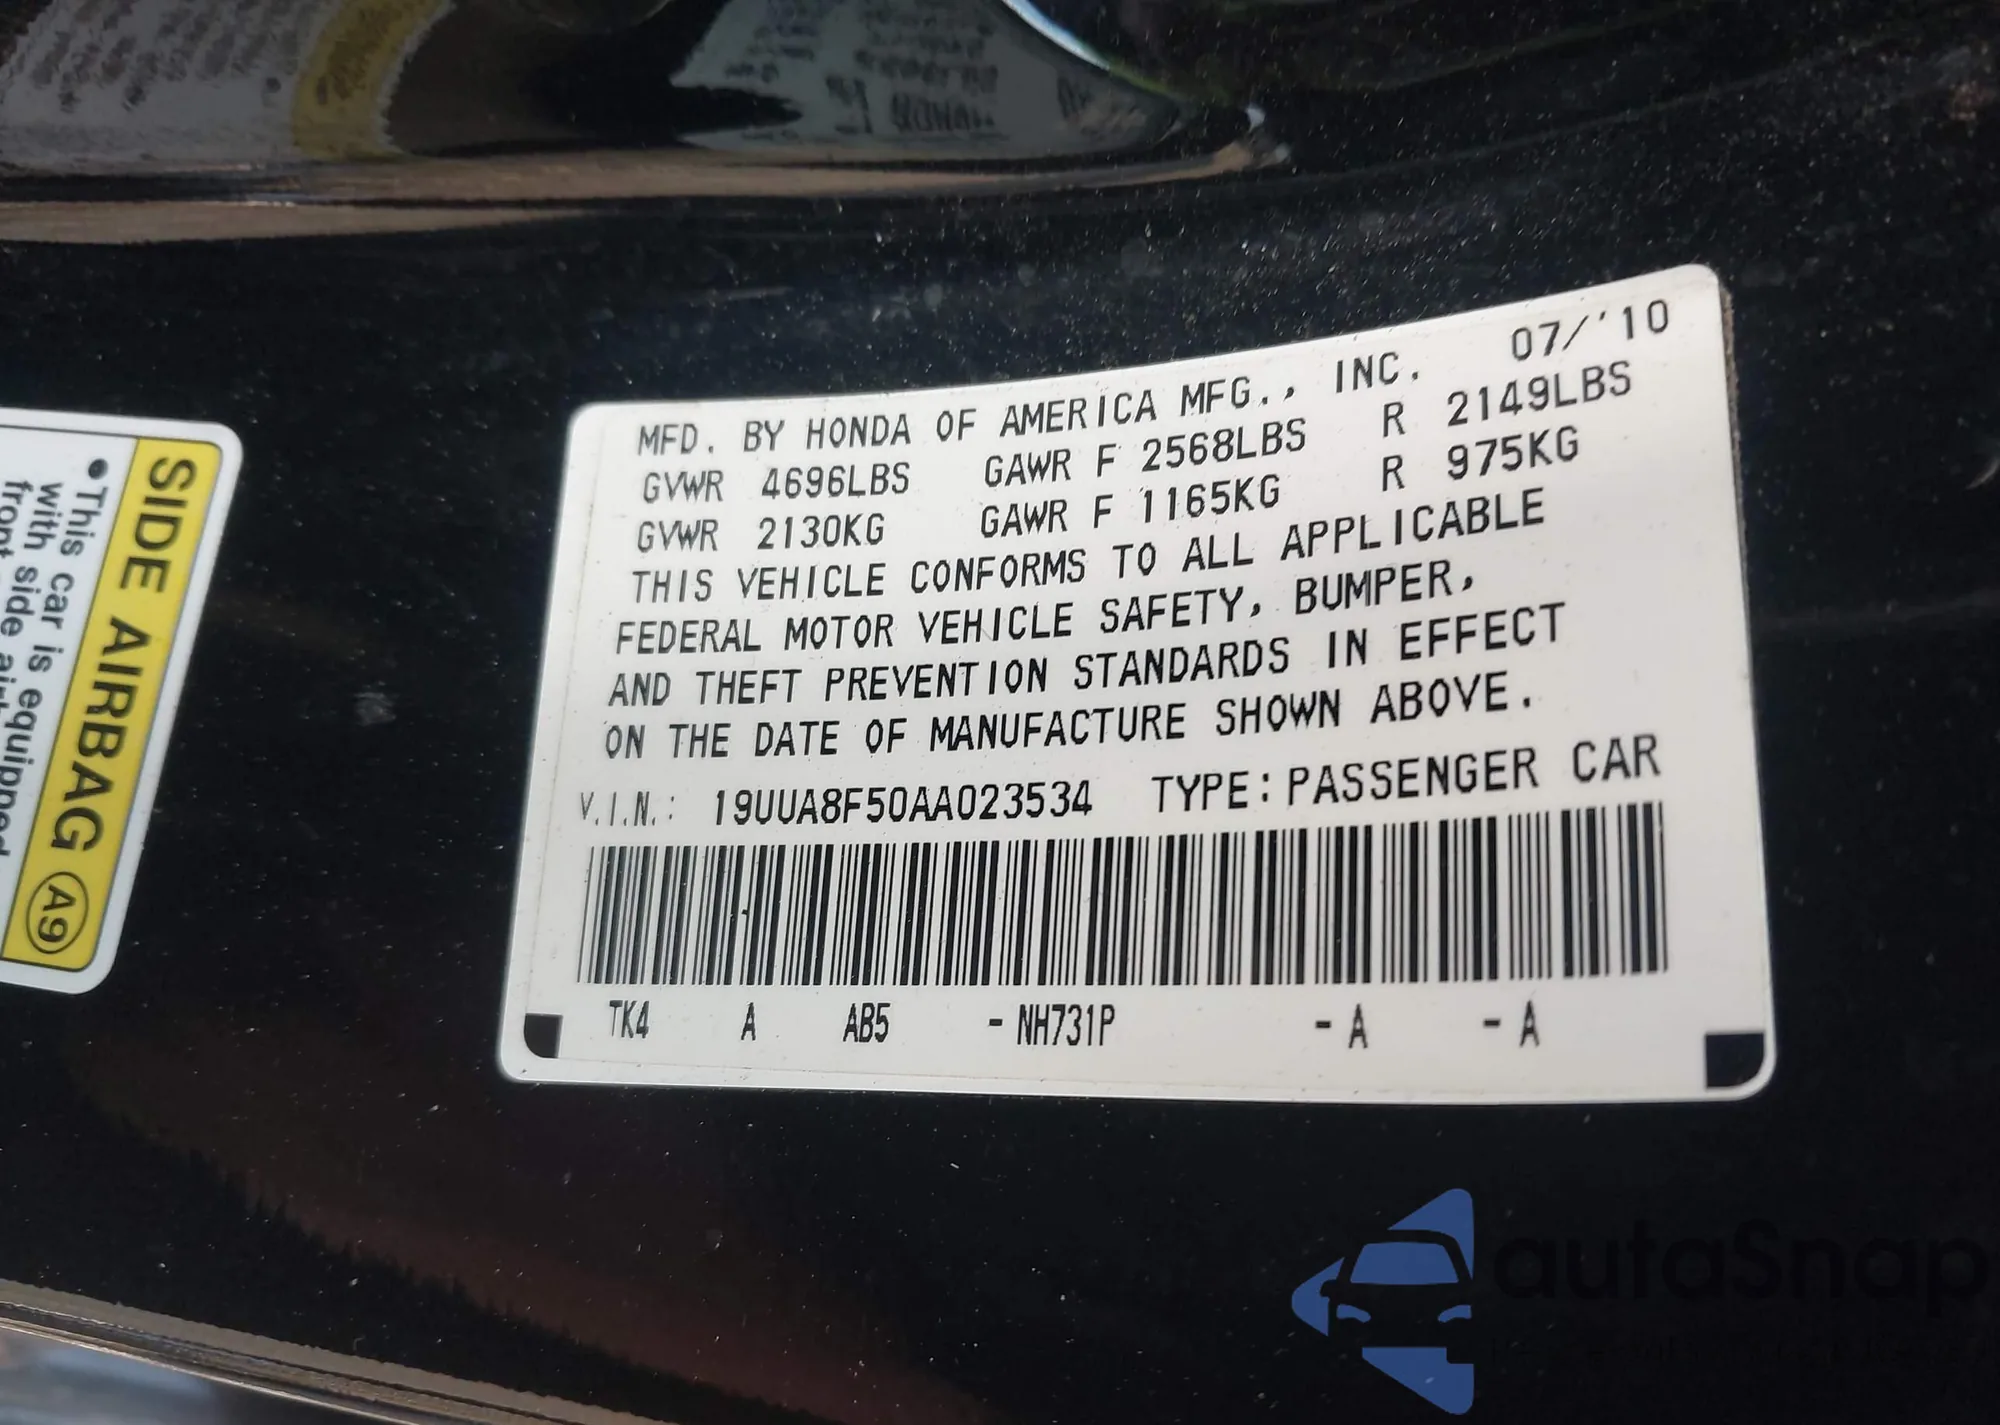 07/'10
MFD. BY HONDA OF AMERICA MFG., INC.
GVWR 4696LBS GAWR F 2568LBS R 2149LBS
GVWR 2130KG GAWR F 1165KG R 975KG
THIS VEHICLE CONFORMS TO ALL APPLICABLE
FEDERAL MOTOR VEHICLE SAFETY, BUMPER,
AND THEFT PREVENTION STANDARDS IN EFFECT
ON THE DATE OF MANUFACTURE SHOWN ABOVE.
V.I.N.: 19UUA8F50AA023534 TYPE: PASSENGER CAR
TK4 A AB5 -NH731P -A -A
SIDE AIRBAG A9
• This car is equipped
with side
front
autoSnap